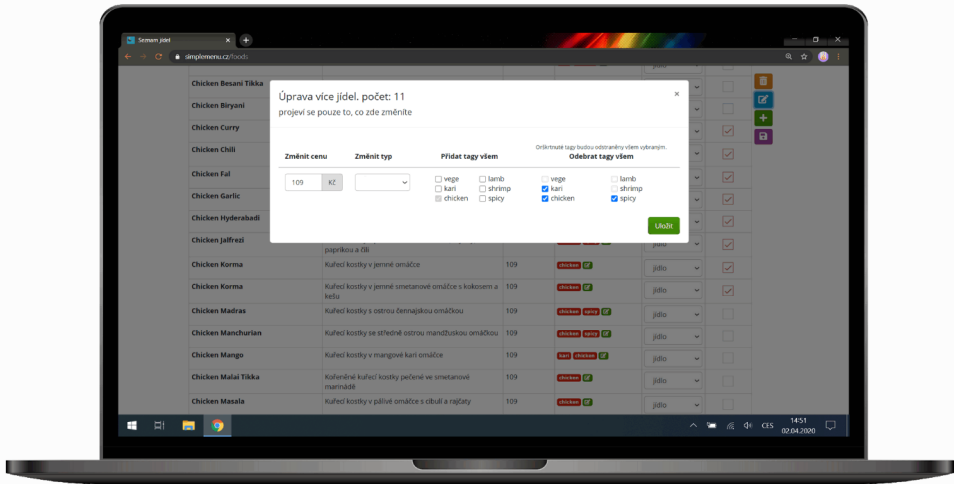 Seznam jídel
simplemenu.cz/foods
Chicken Besani Tikka
Chicken Biryani
Chicken Curry
Chicken Chili
Chicken Fal
Chicken Garlic
Chicken Hyderabadi
Chicken Jalfrezi
paprikou a čili
jídlo
Úprava více jídel. počet: 11
×
projeví se pouze to, co zde změníte
Odškrtnuté tagy budou odstraněny všem vybraným.
Změnit cenu Změnit typ Přidat tagy všem Odebrat tagy všem
109 Kč
vege lamb vege lamb
kari shrimp kari shrimp
chicken spicy chicken spicy
Uložit
Chicken Korma Kuřecí kostky v jemné omáčce 109 chicken jídlo
Chicken Korma Kuřecí kostky v jemné smetanové omáčce s kokosem a 109 chicken jídlo
kešu
Chicken Madras Kuřecí kostky s ostrou čennajskou omáčkou 109 chicken spicy jídlo
Chicken Manchurian Kuřecí kostky se středně ostrou mandžuskou omáčkou 109 chicken spicy jídlo
Chicken Mango Kuřecí kostky v mangové kari omáčce 109 kari chicken jídlo
Chicken Malai Tikka Kořeněné kuřecí kostky pečené ve smetanové 109 chicken jídlo
marinádě
Chicken Masala Kuřecí kostky v pálivé omáčce s cibulí a rajčaty 109 chicken jídlo
CES
14:51
02.04.2020